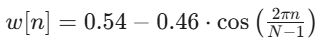 w[n] = 0.54 − 0.46 · cos (2πn / N−1)